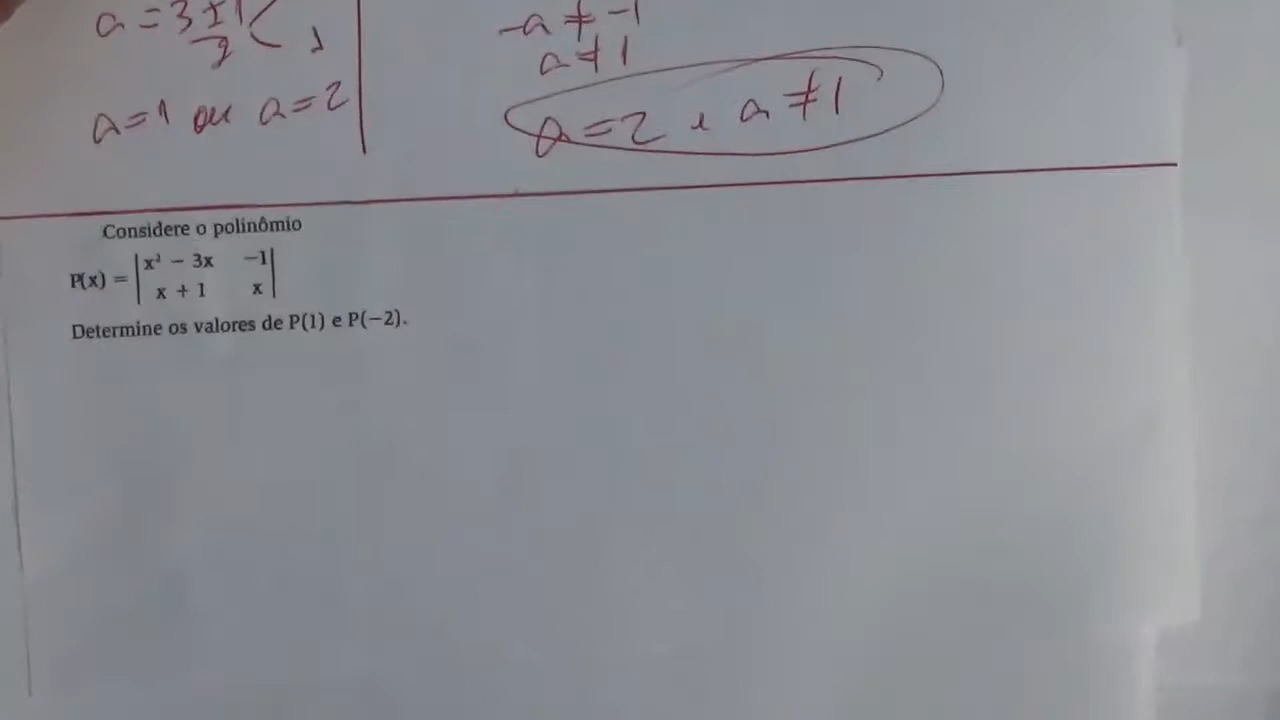 a = 3 ± 1
2
1
a = 1 ou a = 2
-a ≠ -1
a ≠ 1
a = 2 e a ≠ 1
Considere o polinômio
P(x) = | x² - 3x -1 |
| x + 1 x |
Determine os valores de P(1) e P(-2).